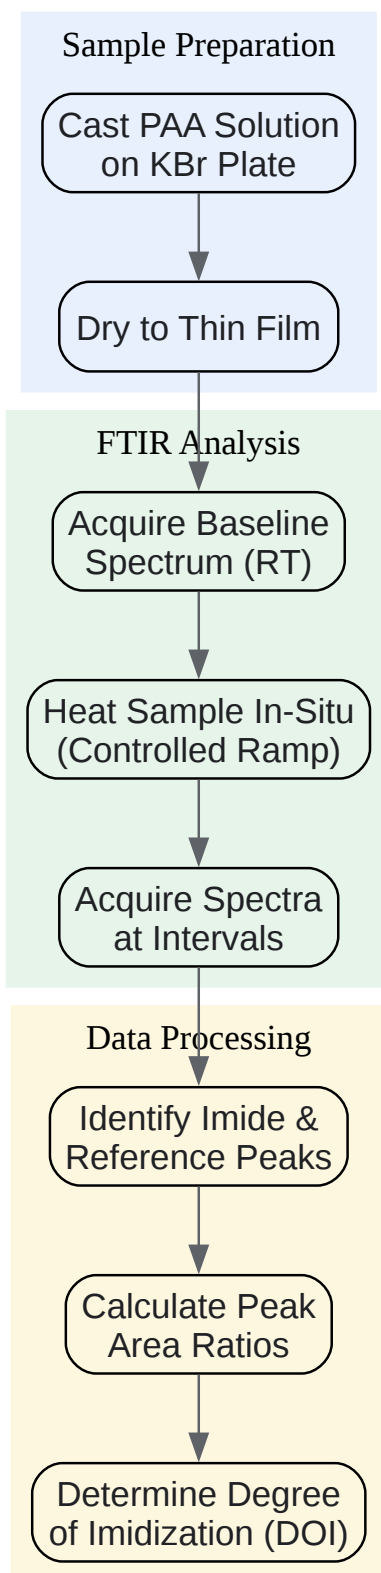 Sample Preparation
Cast PAA Solution
on KBr Plate
Dry to Thin Film
FTIR Analysis
Acquire Baseline
Spectrum (RT)
Heat Sample In-Situ
(Controlled Ramp)
Acquire Spectra
at Intervals
Data Processing
Identify Imide &
Reference Peaks
Calculate Peak
Area Ratios
Determine Degree
of Imidization (DOI)